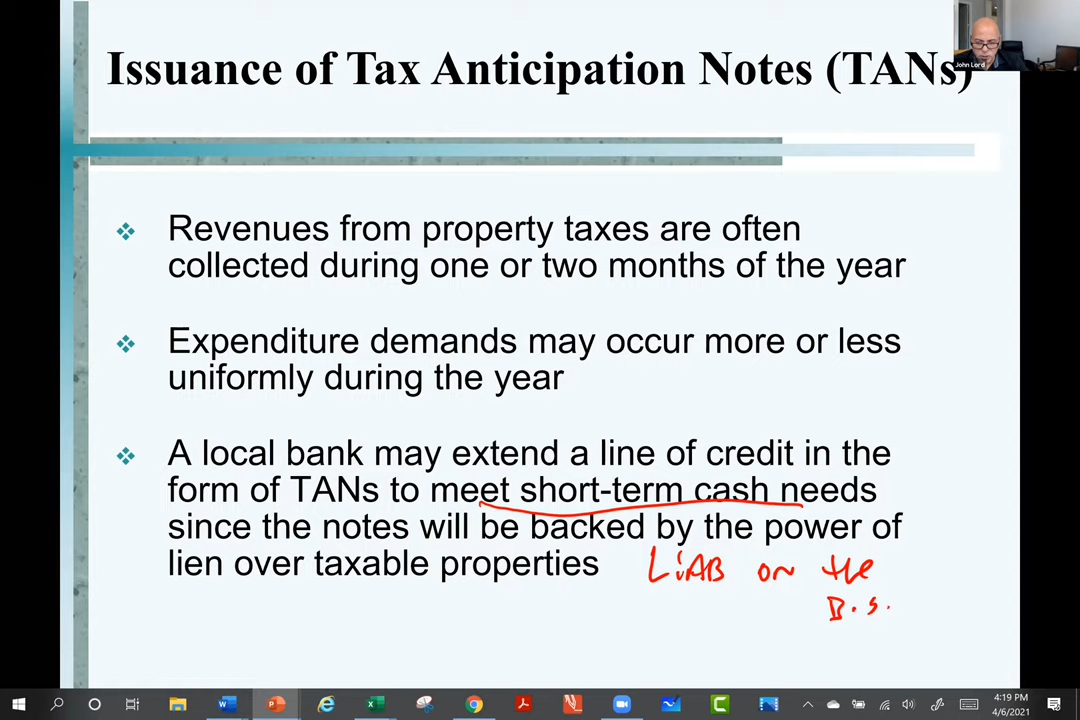 Issuance of Tax Anticipation Notes (TANs)
John Lord
Revenues from property taxes are often
collected during one or two months of the year
Expenditure demands may occur more or less
uniformly during the year
A local bank may extend a line of credit in the
form of TANs to meet short-term cash needs
since the notes will be backed by the power of
lien over taxable properties
LiAB on the
B.S.
4:19 PM
4/6/2021